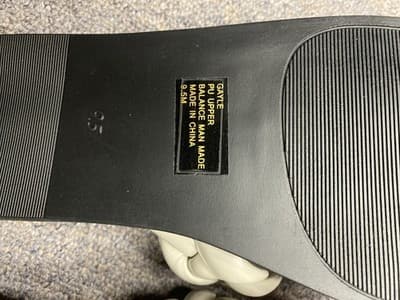 GAYLE
PU UPPER
BALANCE MAN MADE
MADE IN CHINA
9.5M
9.5